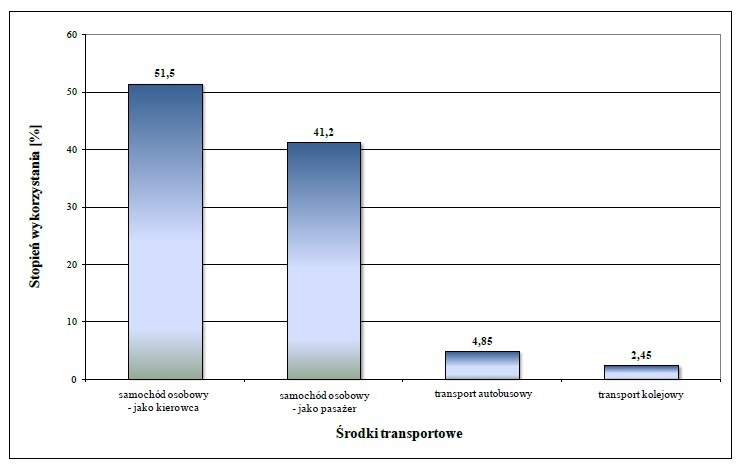 60
50
40
30
20
10
0
Stopień wykorzystania [%]
51,5
41,2
4,85
2,45
samochód osobowy
- jako kierowca
samochód osobowy
- jako pasażer
transport autobusowy
transport kolejowy
Środki transportowe